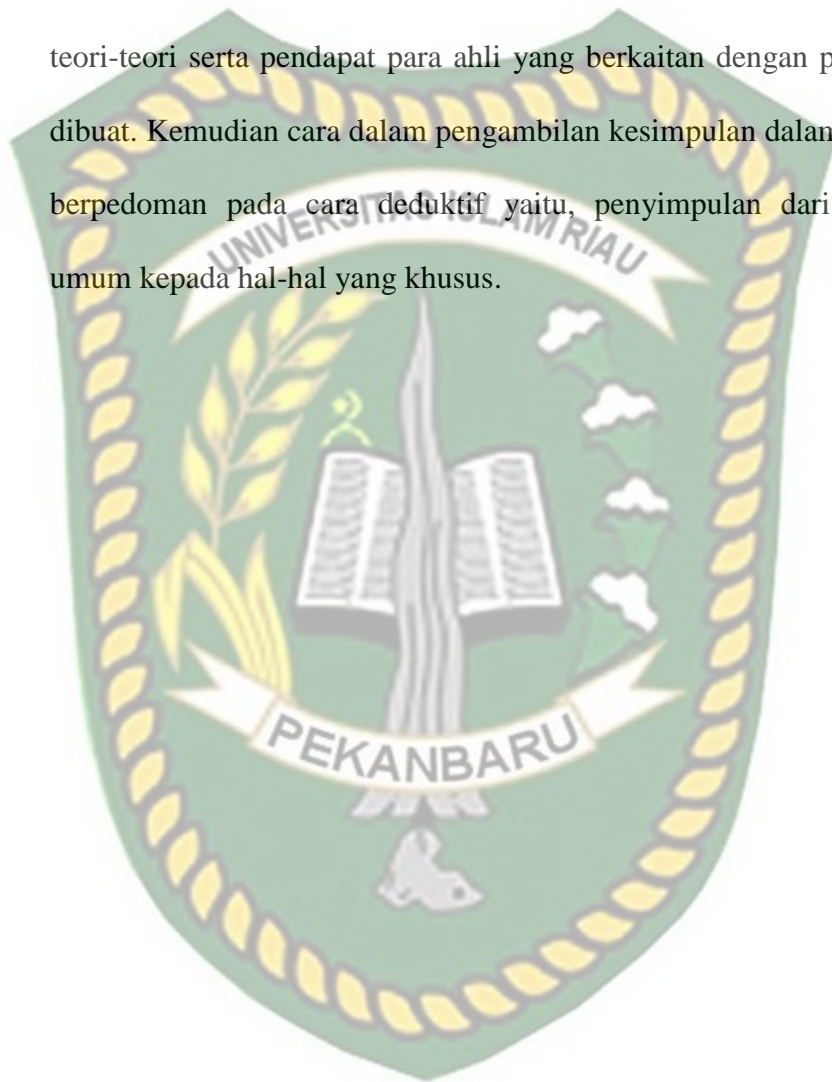 teori-teori serta pendapat para ahli yang berkaitan dengan p
dibuat. Kemudian cara dalam pengambilan kesimpulan dalam
berpedoman pada cara deduktif yaitu, penyimpulan dari
umum kepada hal-hal yang khusus.
UNIVERSITAS ISLAM RIAU
PEKANBARU